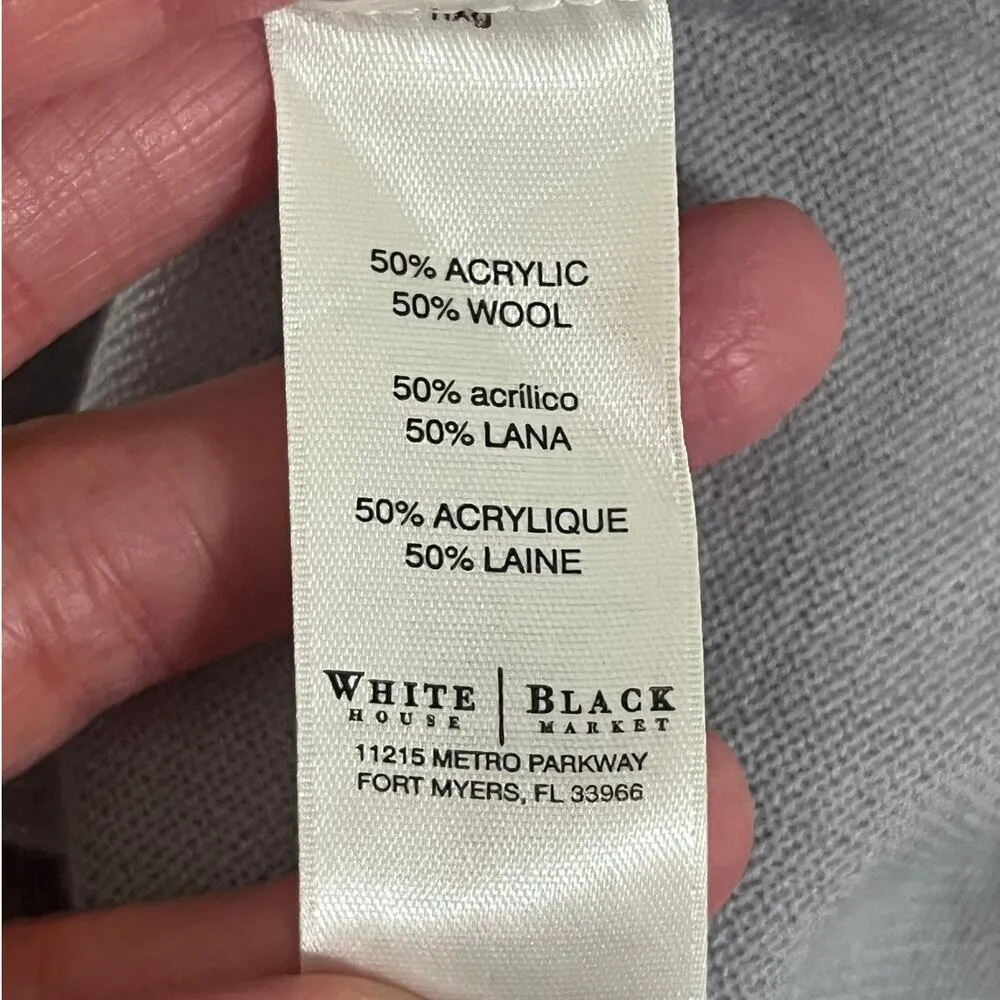 50% ACRYLIC
50% WOOL
50% acrílico
50% LANA
50% ACRYLIQUE
50% LAINE
WHITE | BLACK
HOUSE MARKET
11215 METRO PARKWAY
FORT MYERS, FL 33966